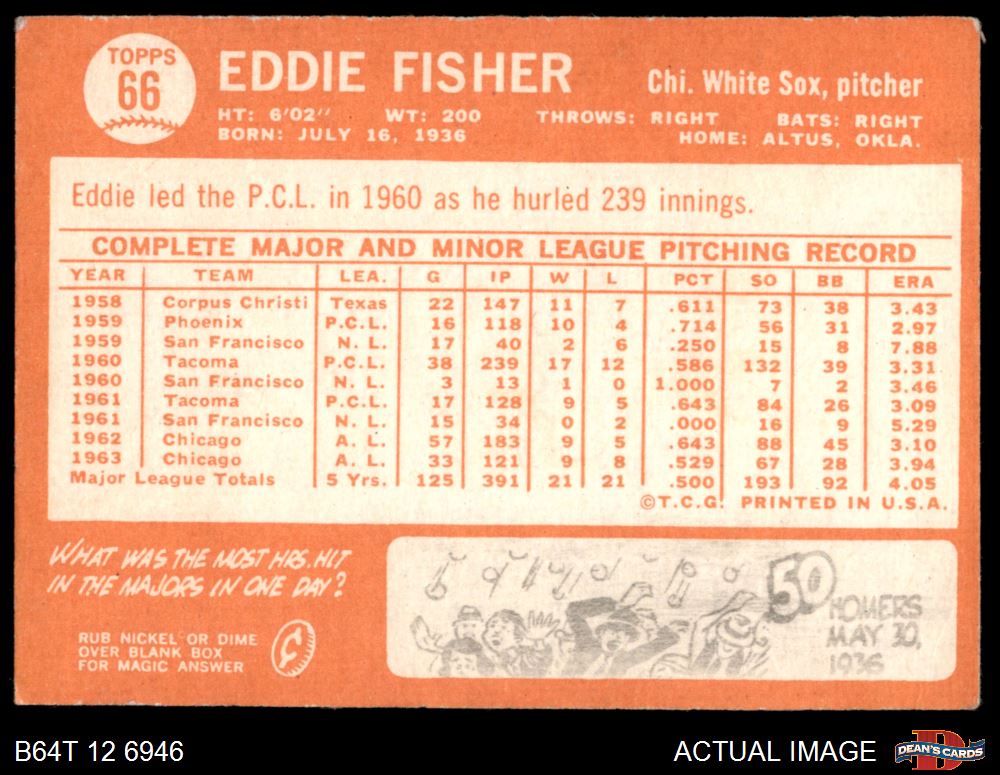 TOPPS
66
EDDIE FISHER
Chi. White Sox, pitcher
HT: 6'02" WT: 200 THROWS: RIGHT BATS: RIGHT
BORN: JULY 16, 1936 HOME: ALTUS, OKLA.
Eddie led the P.C.L. in 1960 as he hurled 239 innings.
COMPLETE MAJOR AND MINOR LEAGUE PITCHING RECORD
YEAR TEAM LEA. G IP W L PCT SO BB ERA
1958 Corpus Christi Texas 22 147 11 7 .611 73 38 3.43
1959 Phoenix P.C.L. 16 118 10 4 .714 56 31 2.97
1959 San Francisco N. L. 17 40 2 6 .250 15 8 7.88
1960 Tacoma P.C.L. 38 239 17 12 .586 132 39 3.31
1960 San Francisco N. L. 3 13 1 0 1.000 7 2 3.46
1961 Tacoma P.C.L. 17 128 9 5 .643 84 26 3.09
1961 San Francisco N. L. 15 34 0 2 .000 16 9 5.29
1962 Chicago A. L. 57 183 9 5 .643 88 45 3.10
1963 Chicago A. L. 33 121 9 8 .529 67 28 3.94
Major League Totals 5 Yrs. 125 391 21 21 .500 193 92 4.05
©T.C.G. PRINTED IN U.S.A.
WHAT WAS THE MOST HRS. HIT
IN THE MAJORS IN ONE DAY?
RUB NICKEL OR DIME
OVER BLANK BOX
FOR MAGIC ANSWER
50
HOMERS
MAY 30,
1936
B64T 12 6946
ACTUAL IMAGE
DEAN'S CARDS